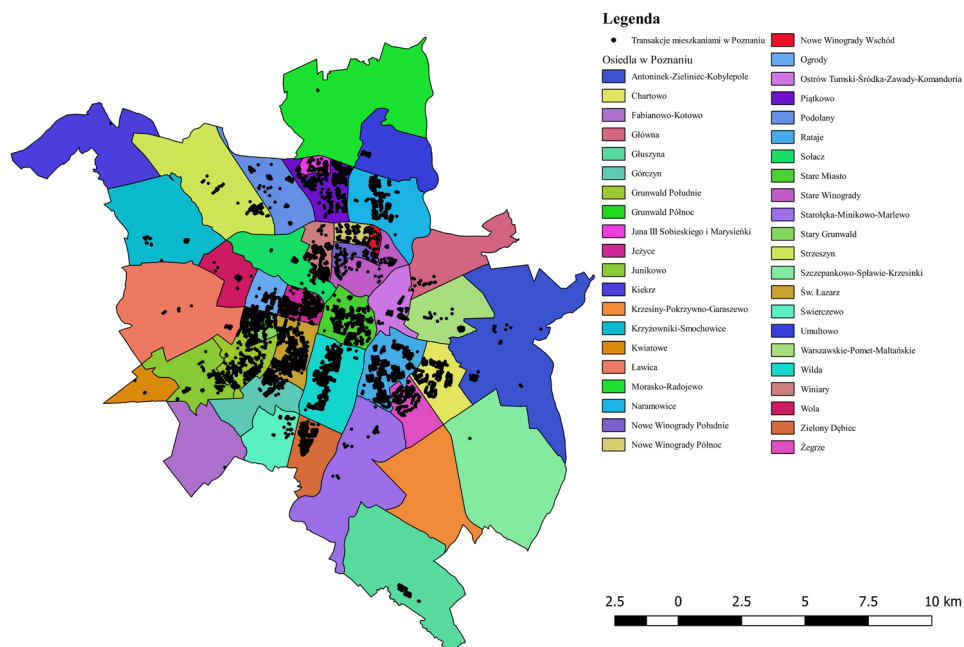 Legenda
Transakcje mieszkaniami w Poznaniu
Osiedla w Poznaniu
Antoninek-Zieliniec-Kobylepole
Chartowo
Fabianowo-Kotowo
Główna
Głuszyna
Górczyn
Grunwald Południe
Grunwald Północ
Jana III Sobieskiego i Marysieńki
Jeżyce
Junikowo
Kiekrz
Krzesiny-Pokrzywno-Garaszewo
Krzyżowniki-Smochowice
Kwiatowe
Ławica
Morasko-Radojewo
Naramowice
Nowe Winogrady Południe
Nowe Winogrady Północ
Nowe Winogrady Wschód
Ogrody
Ostrów Tumski-Śródka-Zawady-Komandoria
Piątkowo
Podolany
Rataje
Sołacz
Stare Miasto
Stare Winogrady
Starołęka-Minikowo-Marlewo
Stary Grunwald
Strzeszyn
Szczepankowo-Spławie-Krzesinki
Św. Łazarz
Świerczewo
Umultowo
Warszawskie-Pomet-Maltańskie
Wilda
Winiary
Wola
Zielony Dębiec
Żegrze
2.5 0 2.5 5 7.5 10 km